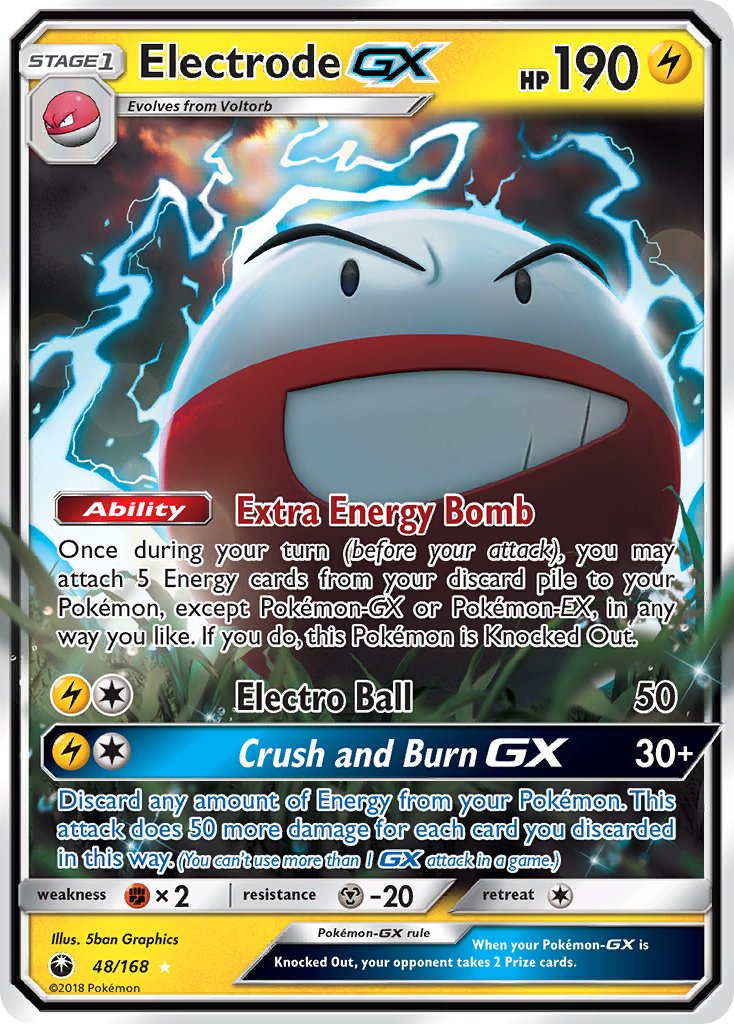 STAGE1 Electrode GX HP 190
Evolves from Voltorb
Ability Extra Energy Bomb
Once during your turn (before your attack), you may
attach 5 Energy cards from your discard pile to your
Pokémon, except Pokémon-GX or Pokémon-EX, in any
way you like. If you do, this Pokémon is Knocked Out.
Electro Ball 50
Crush and Burn GX 30+
Discard any amount of Energy from your Pokémon. This
attack does 50 more damage for each card you discarded
in this way. (You can't use more than 1 GX attack in a game.)
weakness × 2 resistance -20 retreat
Illus. 5ban Graphics
48/168
©2018 Pokémon
Pokémon-GX rule
When your Pokémon-GX is
Knocked Out, your opponent takes 2 Prize cards.